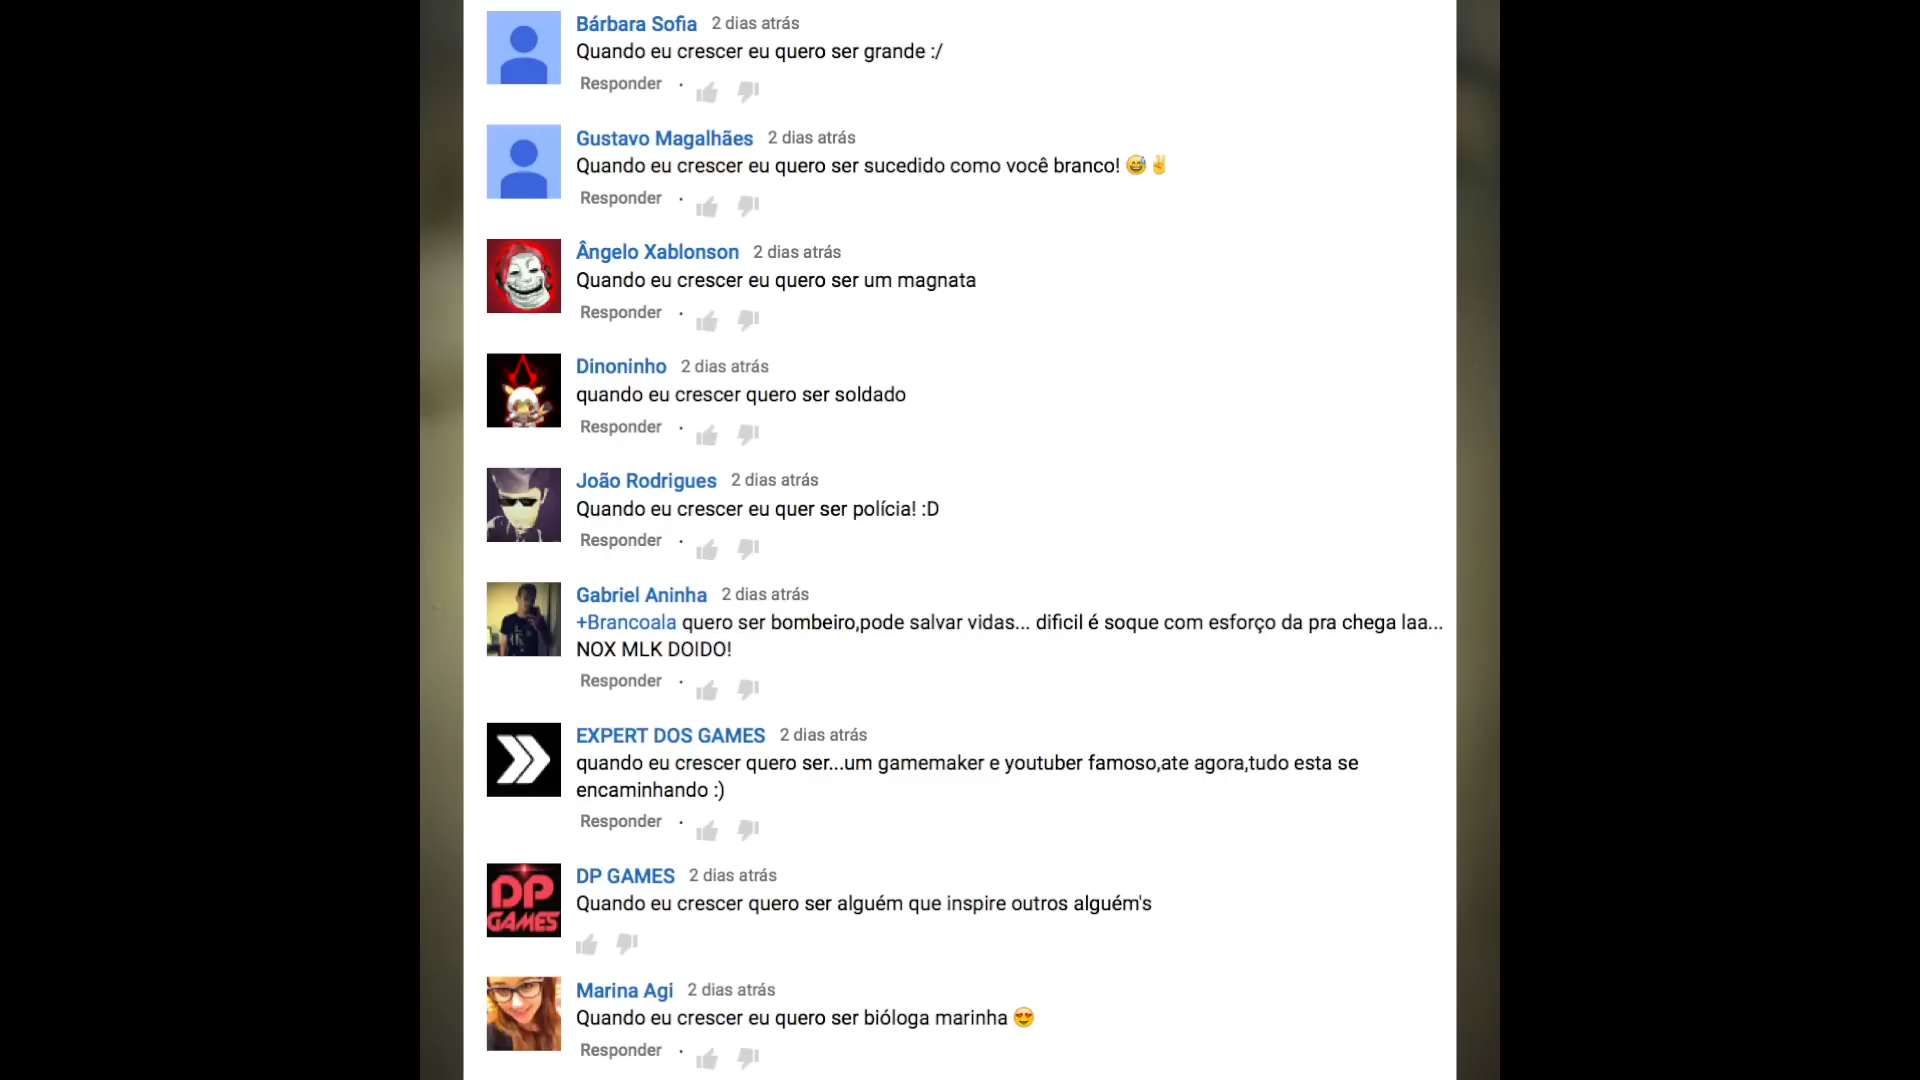 Bárbara Sofia 2 dias atrás
Quando eu crescer eu quero ser grande :/
Responder ·
Gustavo Magalhães 2 dias atrás
Quando eu crescer eu quero ser sucedido como você branco! 😅✌
Responder ·
Ângelo Xablonson 2 dias atrás
Quando eu crescer eu quero ser um magnata
Responder ·
Dinoninho 2 dias atrás
quando eu crescer quero ser soldado
Responder ·
João Rodrigues 2 dias atrás
Quando eu crescer eu quer ser polícia! :D
Responder ·
Gabriel Aninha 2 dias atrás
+Brancoala quero ser bombeiro,pode salvar vidas... dificil é soque com esforço da pra chega laa...
NOX MLK DOIDO!
Responder ·
EXPERT DOS GAMES 2 dias atrás
quando eu crescer quero ser...um gamemaker e youtuber famoso,ate agora,tudo esta se
encaminhando :)
Responder ·
DP GAMES
DP GAMES 2 dias atrás
Quando eu crescer quero ser alguém que inspire outros alguém's
Marina Agi 2 dias atrás
Quando eu crescer eu quero ser bióloga marinha 😍
Responder ·